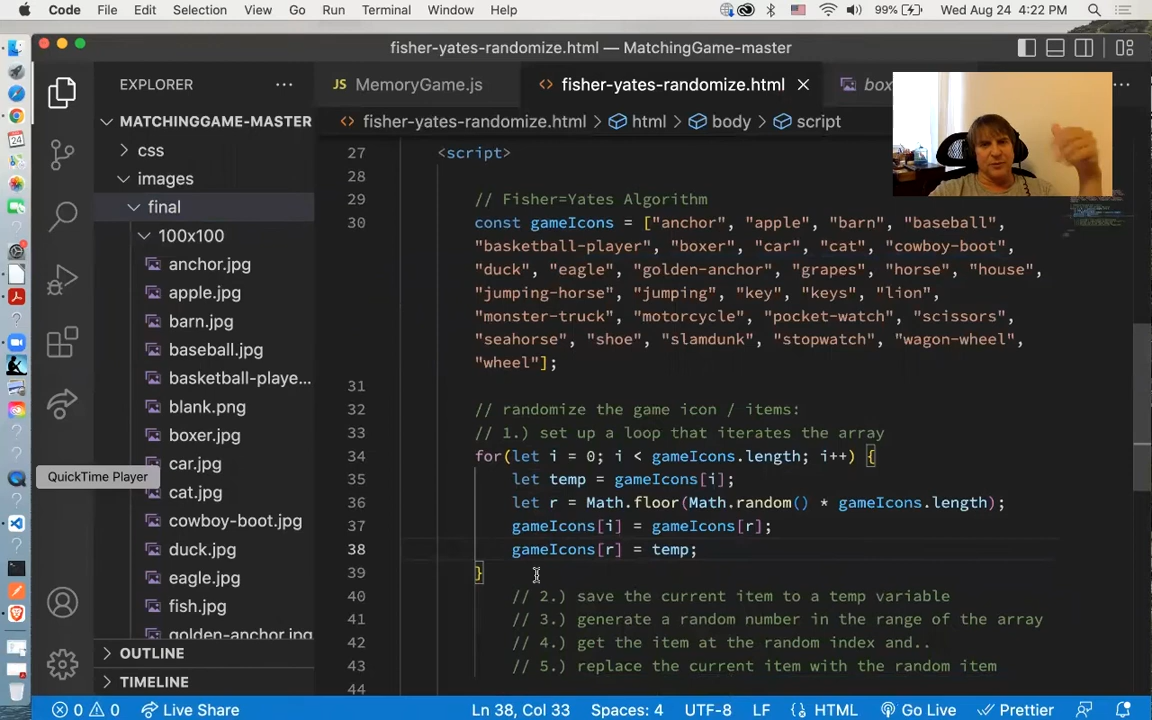 Code File Edit Selection View Go Run Terminal Window Help 99% Wed Aug 24 4:22 PM
fisher-yates-randomize.html — MatchingGame-master
EXPLORER ··· JS MemoryGame.js <> fisher-yates-randomize.html box ···
MATCHINGGAME-MASTER <> fisher-yates-randomize.html > html > body > script
css
images
final
100x100
anchor.jpg
apple.jpg
barn.jpg
baseball.jpg
basketball-playe...
blank.png
boxer.jpg
car.jpg
cat.jpg
cowboy-boot.jpg
duck.jpg
eagle.jpg
fish.jpg
golden-anchor.jpg
OUTLINE
TIMELINE
QuickTime Player
27 <script>
28
29 // Fisher=Yates Algorithm
30 const gameIcons = ["anchor", "apple", "barn", "baseball",
"basketball-player", "boxer", "car", "cat", "cowboy-boot",
"duck", "eagle", "golden-anchor", "grapes", "horse", "house",
"jumping-horse", "jumping", "key", "keys", "lion",
"monster-truck", "motorcycle", "pocket-watch", "scissors",
"seahorse", "shoe", "slamdunk", "stopwatch", "wagon-wheel",
"wheel"];
31
32 // randomize the game icon / items:
33 // 1.) set up a loop that iterates the array
34 for(let i = 0; i < gameIcons.length; i++) {
35 let temp = gameIcons[i];
36 let r = Math.floor(Math.random() * gameIcons.length);
37 gameIcons[i] = gameIcons[r];
38 gameIcons[r] = temp;
39 }
40 // 2.) save the current item to a temp variable
41 // 3.) generate a random number in the range of the array
42 // 4.) get the item at the random index and..
43 // 5.) replace the current item with the random item
44
0 0 Live Share Ln 38, Col 33 Spaces: 4 UTF-8 LF {} HTML Go Live Prettier